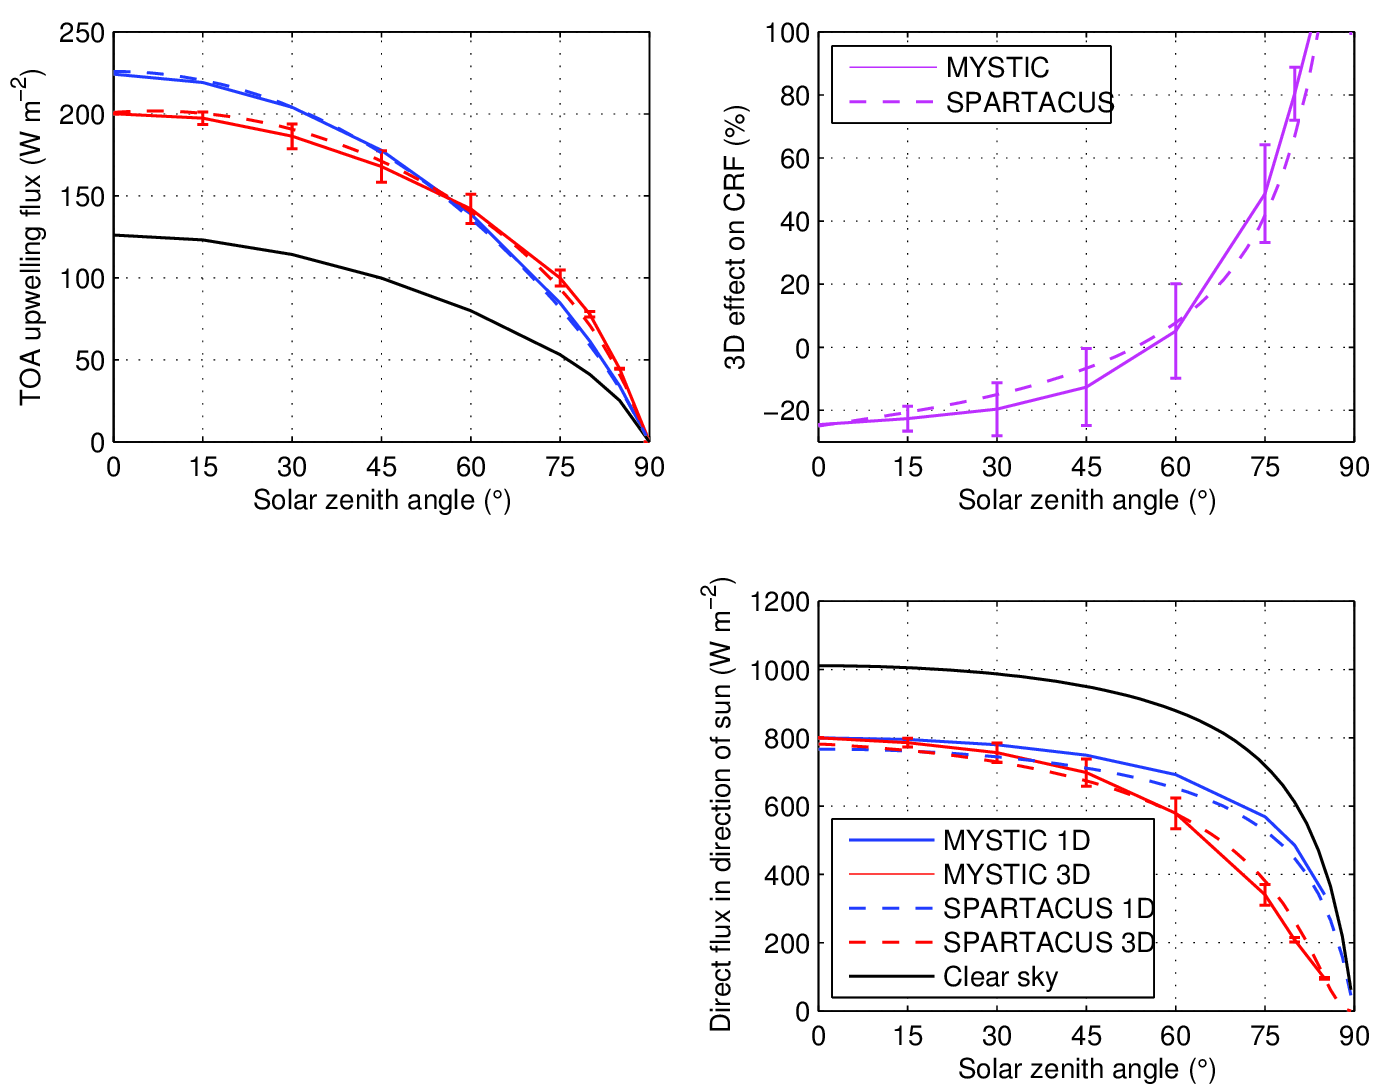 TOA upwelling flux (W m−2)
250
200
150
100
50
0
0 15 30 45 60 75 90
Solar zenith angle (°)
3D effect on CRF (%)
100
80
60
40
20
0
−20
MYSTIC
SPARTACUS
0 15 30 45 60 75 90
Solar zenith angle (°)
Direct flux in direction of sun (W m−2)
1200
1000
800
600
400
200
0
MYSTIC 1D
MYSTIC 3D
SPARTACUS 1D
SPARTACUS 3D
Clear sky
0 15 30 45 60 75 90
Solar zenith angle (°)